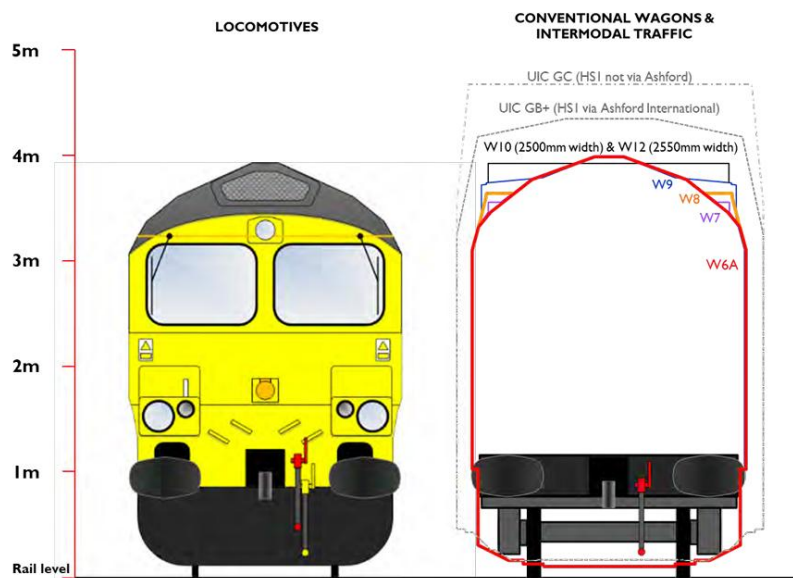 LOCOMOTIVES
CONVENTIONAL WAGONS &
INTERMODAL TRAFFIC
5m
UIC GC (HS1 not via Ashford)
UIC GB+ (HS1 via Ashford International)
4m
W10 (2500mm width) & W12 (2550mm width)
W9
W8
W7
3m
W6A
2m
1m
Rail level